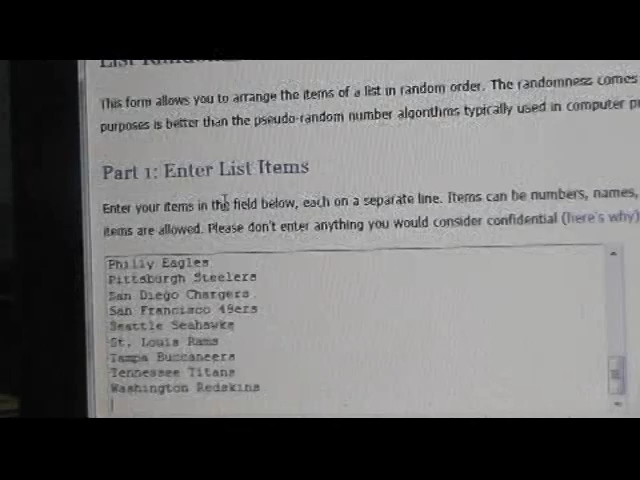 List Randomi
This form allows you to arrange the items of a list in random order. The randomness comes
purposes is better than the pseudo-random number algorithms typically used in computer p
Part 1: Enter List Items
Enter your items in the field below, each on a separate line. Items can be numbers, names,
items are allowed. Please don't enter anything you would consider confidential (here's why)
Philly Eagles
Pittsburgh Steelers
San Diego Chargers
San Francisco 49ers
Seattle Seahawks
St. Louis Rams
Tampa Buccaneers
Tennessee Titans
Washington Redskins